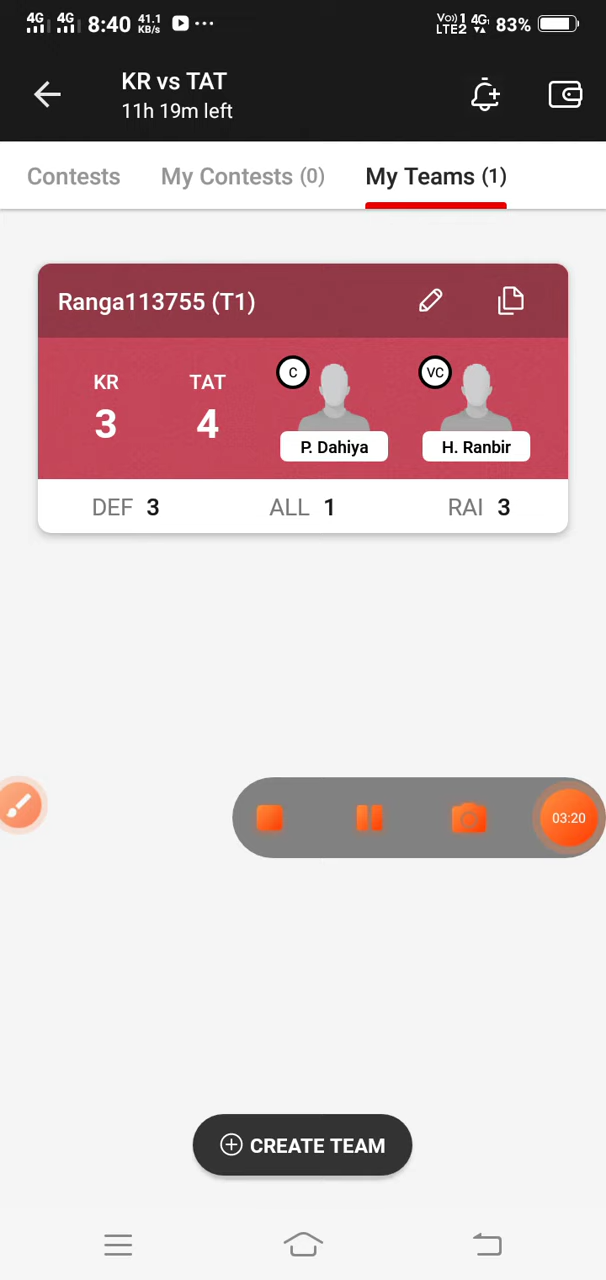 4G 4G 8:40 41.1 KB/s ... Vo) 1 LTE2 4G 83%
KR vs TAT
11h 19m left
Contests My Contests (0) My Teams (1)
Ranga113755 (T1)
C VC
KR TAT
3 4
P. Dahiya H. Ranbir
DEF 3 ALL 1 RAI 3
03:20
CREATE TEAM